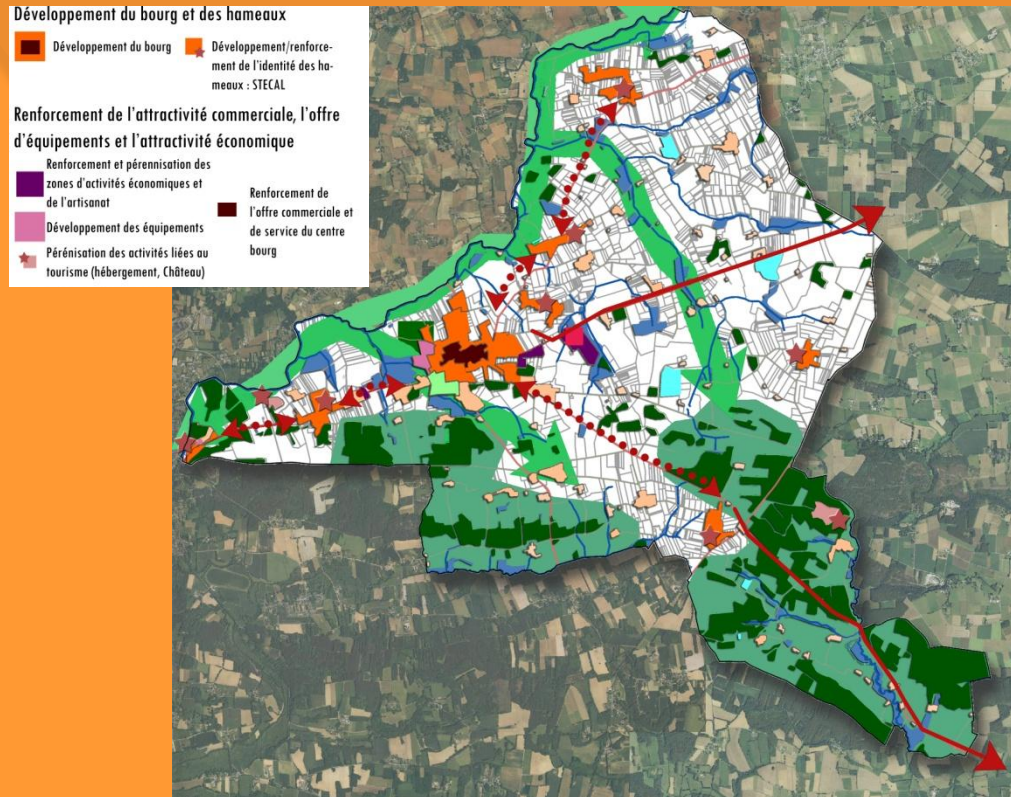 Développement du bourg et des hameaux
Développement du bourg
Développement/renforce-
ment de l'identité des ha-
meaux : STECAL
Renforcement de l'attractivité commerciale, l'offre
d'équipements et l'attractivité économique
Renforcement et pérennisation des
zones d'activités économiques et
de l'artisanat
Développement des équipements
Pérénisation des activités liées au
tourisme (hébergement, Château)
Renforcement de
l'offre commerciale et
de service du centre
bourg